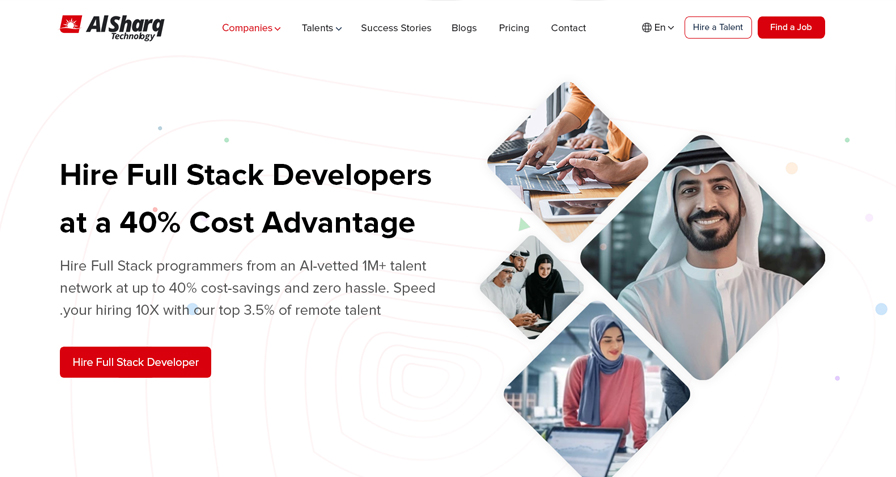 AlSharq
Technology
Companies Talents Success Stories Blogs Pricing Contact
En Hire a Talent Find a Job
Hire Full Stack Developers
at a 40% Cost Advantage
Hire Full Stack programmers from an AI-vetted 1M+ talent
network at up to 40% cost-savings and zero hassle. Speed
.your hiring 10X with our top 3.5% of remote talent
Hire Full Stack Developer